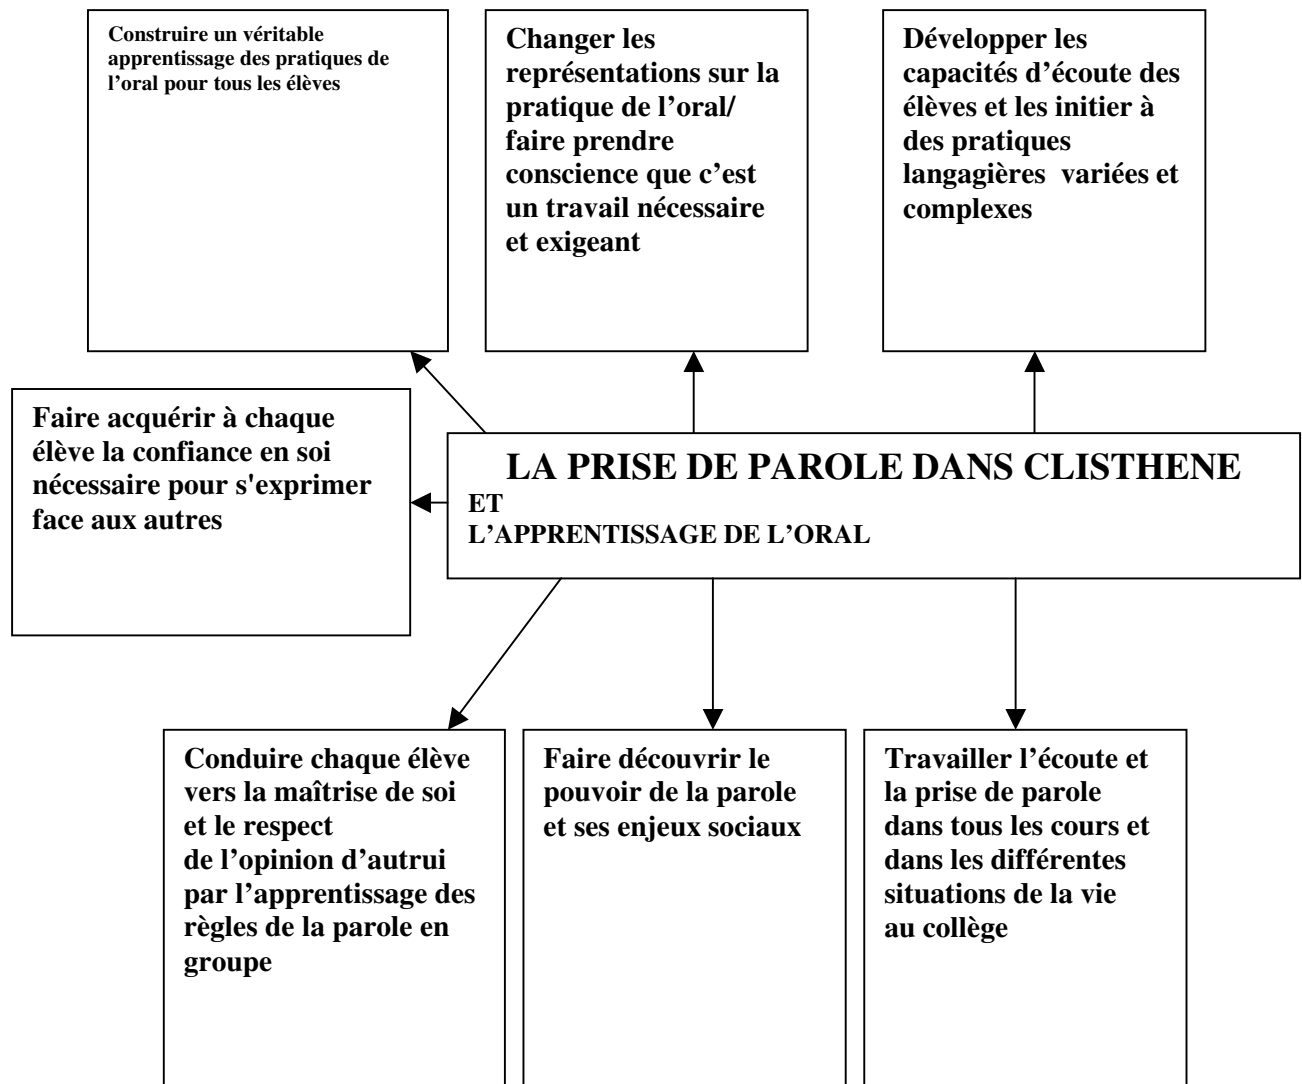 Construire un véritable
apprentissage des pratiques de
l’oral pour tous les élèves
Changer les
représentations sur la
pratique de l’oral/
faire prendre
conscience que c’est
un travail nécessaire
et exigeant
Développer les
capacités d’écoute des
élèves et les initier à
des pratiques
langagières variées et
complexes
Faire acquérir à chaque
élève la confiance en soi
nécessaire pour s'exprimer
face aux autres
LA PRISE DE PAROLE DANS CLISTHENE
ET
L’APPRENTISSAGE DE L’ORAL
Conduire chaque élève
vers la maîtrise de soi
et le respect
de l’opinion d’autrui
par l’apprentissage des
règles de la parole en
groupe
Faire découvrir le
pouvoir de la parole
et ses enjeux sociaux
Travailler l’écoute et
la prise de parole
dans tous les cours et
dans les différentes
situations de la vie
au collège